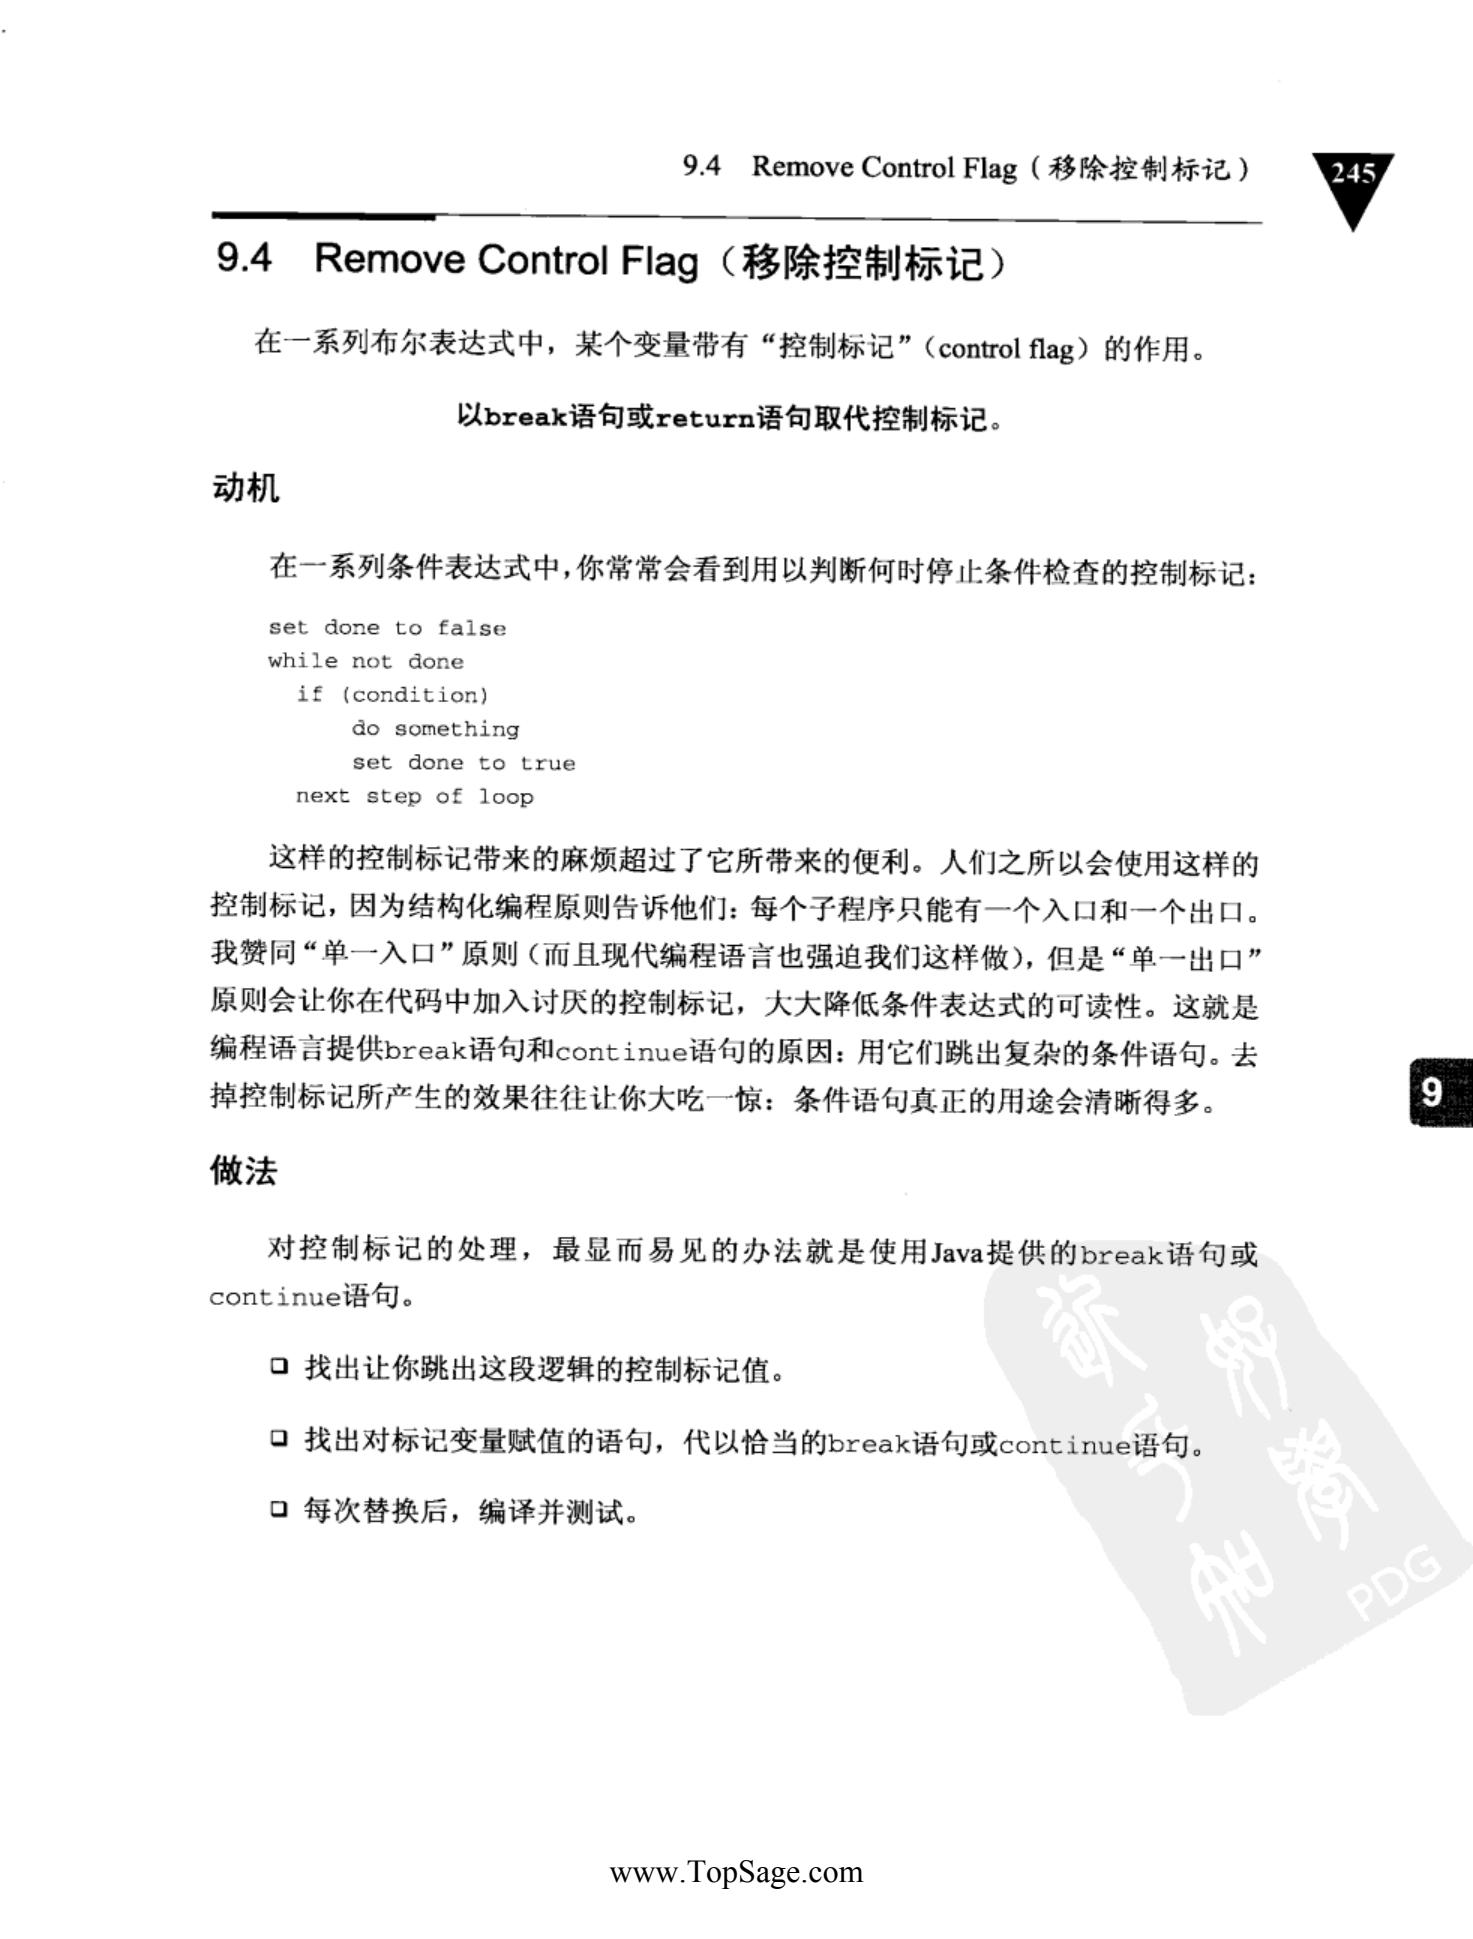 9.4 Remove Control Flag（移除控制标记）
245
9.4 Remove Control Flag（移除控制标记）
在一系列布尔表达式中，某个变量带有“控制标记”（control flag）的作用。
以break语句或return语句取代控制标记。
动机
在一系列条件表达式中，你常常会看到用以判断何时停止条件检查的控制标记：
set done to false
while not done
if (condition)
do something
set done to true
next step of loop
这样的控制标记带来的麻烦超过了它所带来的便利。人们之所以会使用这样的
控制标记，因为结构化编程原则告诉他们：每个子程序只能有一个入口和一个出口。
我赞同“单一入口”原则（而且现代编程语言也强迫我们这样做），但是“单一出口”
原则会让你在代码中加入讨厌的控制标记，大大降低条件表达式的可读性。这就是
编程语言提供break语句和continue语句的原因：用它们跳出复杂的条件语句。去
掉控制标记所产生的效果往往让你大吃一惊：条件语句真正的用途会清晰得多。
9
做法
对控制标记的处理，最显而易见的办法就是使用Java提供的break语句或
continue语句。
❑ 找出让你跳出这段逻辑的控制标记值。
❑ 找出对标记变量赋值的语句，代以恰当的break语句或continue语句。
❑ 每次替换后，编译并测试。
PDG
www.TopSage.com